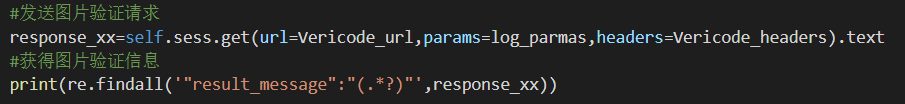 #发送图片验证请求
response_xx=self.sess.get(url=Vericode_url,params=log_parmas,headers=Vericode_headers).text
#获得图片验证信息
print(re.findall('"result_message":"(.*?)"',response_xx))